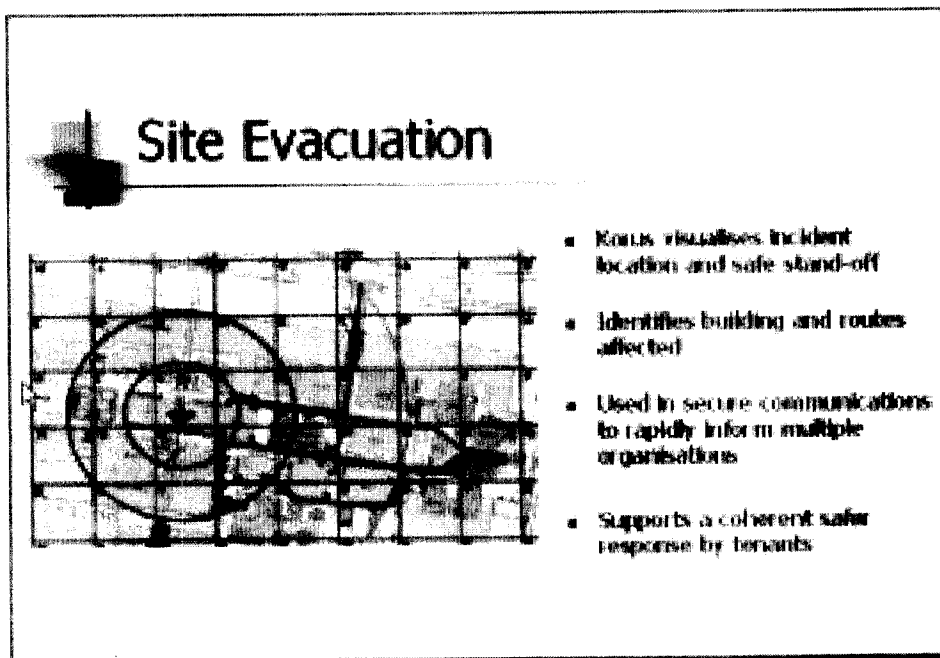 Site Evacuation
▪ Korus visualises incident
location and safe stand-off
▪ Identifies building and routes
affected
▪ Used in secure communications
to rapidly inform multiple
organisations
▪ Supports a coherent safer
response by tenants